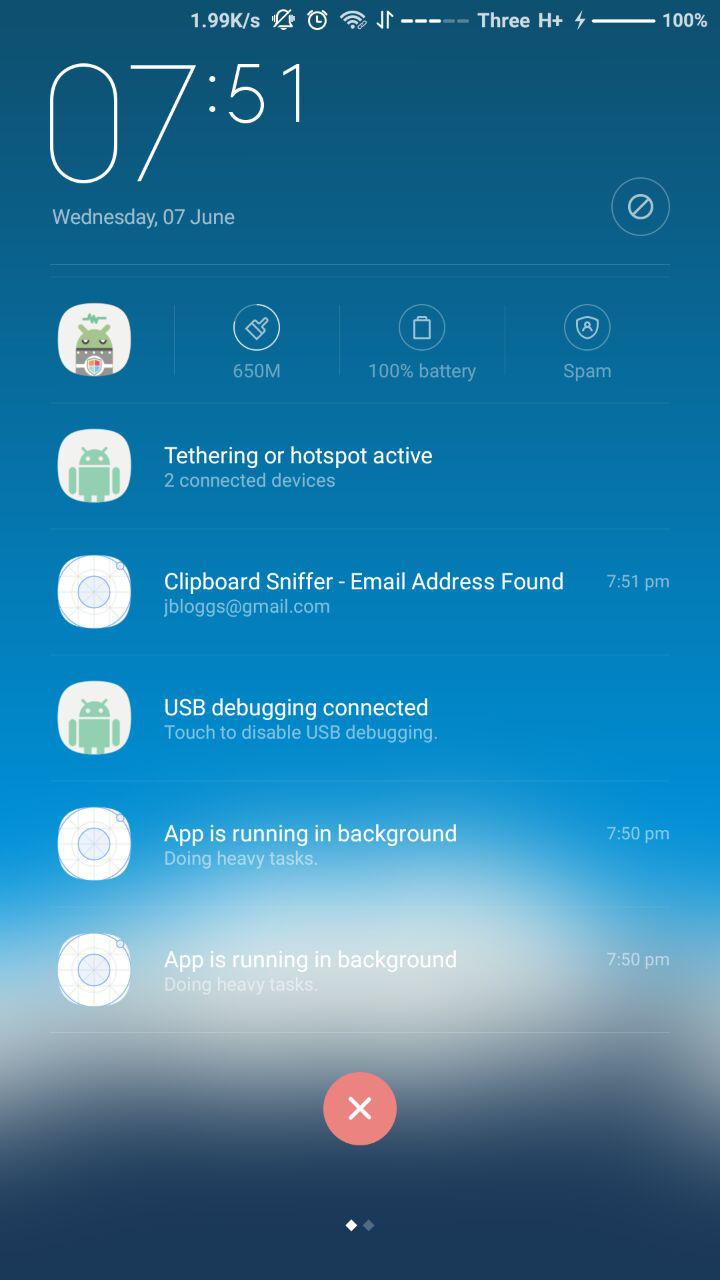 1.99K/s Three H+ 100%
07:51
Wednesday, 07 June
650M 100% battery Spam
Tethering or hotspot active
2 connected devices
Clipboard Sniffer - Email Address Found 7:51 pm
jbloggs@gmail.com
USB debugging connected
Touch to disable USB debugging.
App is running in background 7:50 pm
Doing heavy tasks.
App is running in background 7:50 pm
Doing heavy tasks.